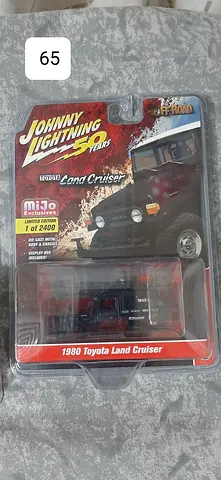 65
JOHNNY
LIGHTNING
50 YEARS
OFF ROAD
TOYOTA Land Cruiser
MiJo
Exclusives
LIMITED EDITION
1 of 2400
DIE CAST METAL
BODY & CHASSIS
DISPLAY BOX
INCLUDED!
1980 Toyota Land Cruiser